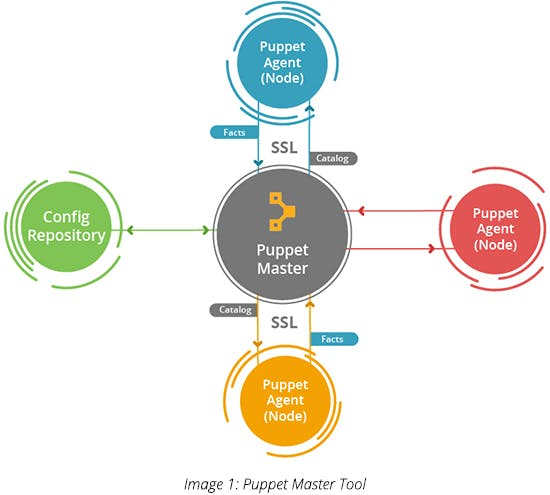 Puppet
Agent
(Node)
Facts
SSL
Catalog
Config
Repository
Puppet
Master
Puppet
Agent
(Node)
Catalog
SSL
Facts
Puppet
Agent
(Node)
Image 1: Puppet Master Tool